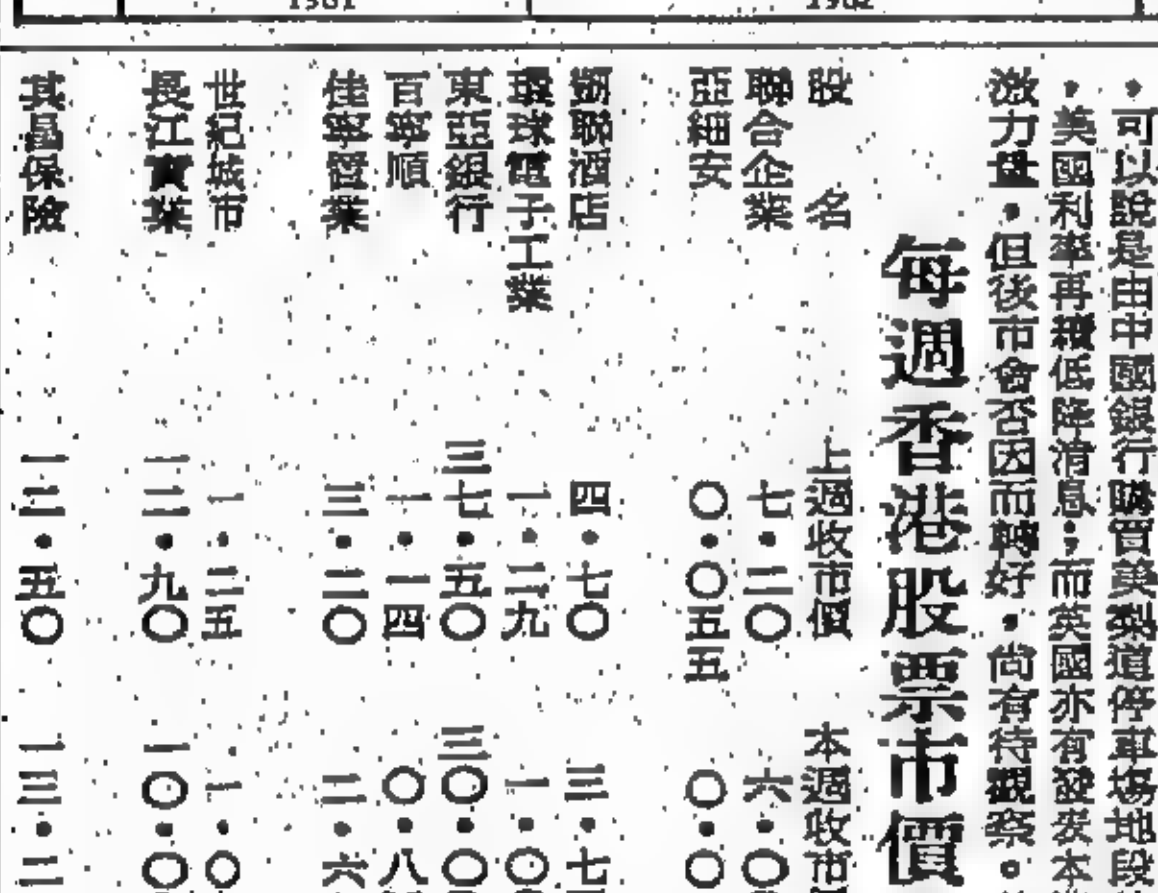 1981
1982
，可以說是由中國銀行購買美利道停車場地段
，美國利率再續低降消息；而英國亦有發表本
激力量，但後市會否因而轉好，尚有待觀察。
每週香港股票市價
股名 上週收市價 本週收市
聯合企業 七．二〇 六．〇
亞細安 〇．〇五五 〇．〇
聯酒店 四．七〇 三．七
環球電子工業 一．二九 一．〇
東亞銀行 三七．五〇 三〇．〇
百寧順 一．一四 〇．八
佳寧置業 三．二〇 二．六
世紀城市 一．二五 一．〇
長江實業 一二．九〇 一〇．〇
其昌保險 一二．五〇 一三．二